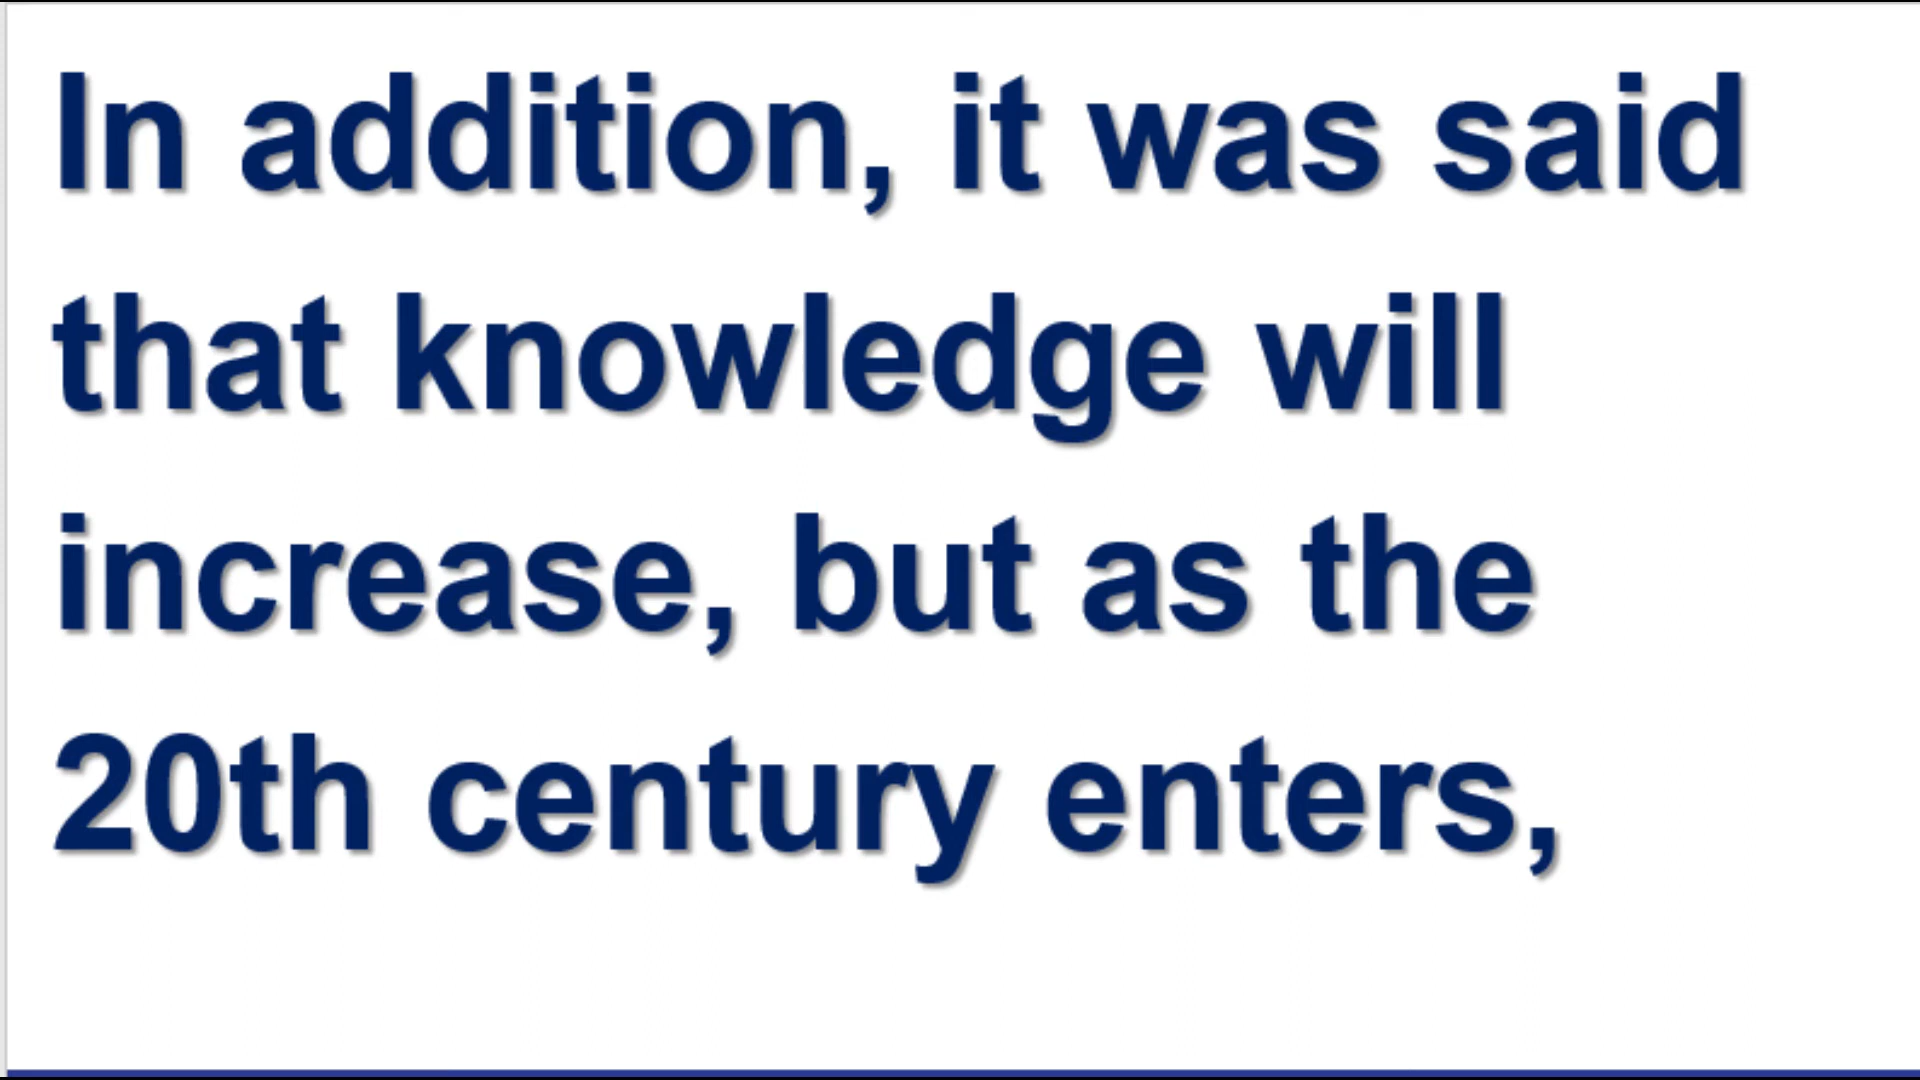 In addition, it was said
that knowledge will
increase, but as the
20th century enters,